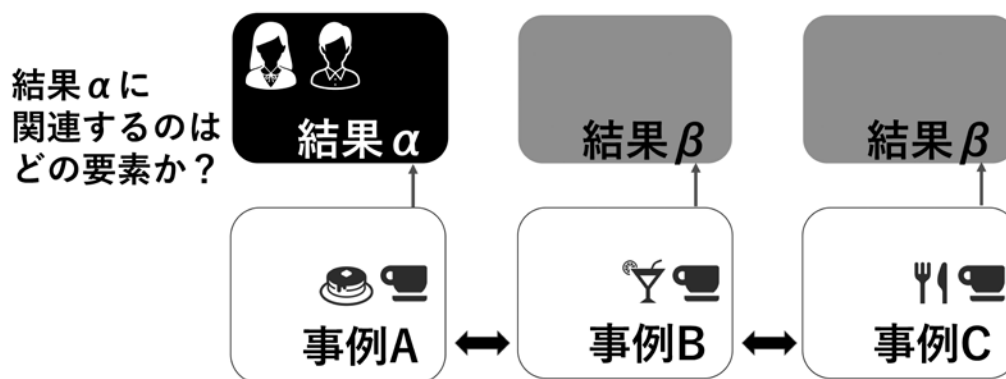 結果αに
関連するのは
どの要素か？
結果α
結果β
結果β
事例A
事例B
事例C